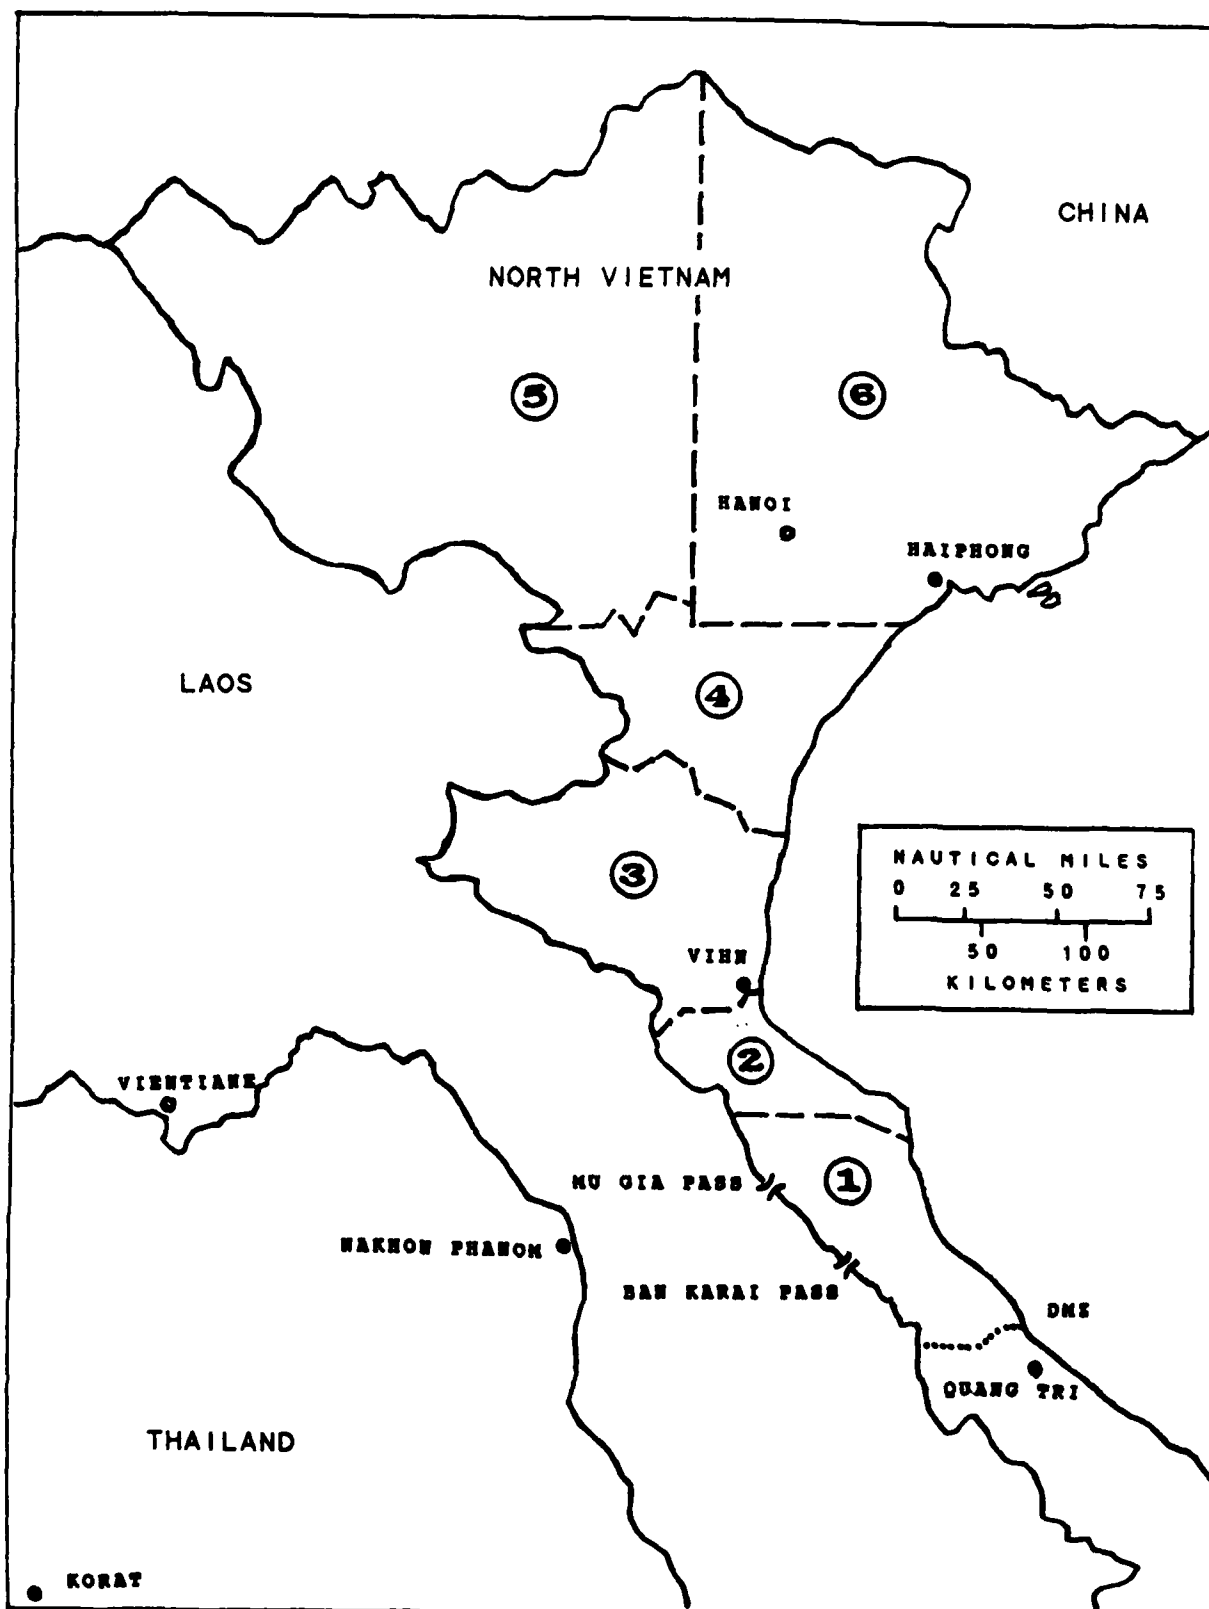 CHINA
NORTH VIETNAM
5
6
HANOI
HAIPHONG
LAOS
4
NAUTICAL MILES
0 25 50 75
50 100
KILOMETERS
3
VIHN
2
VIENTIANE
MU GIA PASS
1
NAKHON PHANOM
BAN KARAI PASS
DMZ
QUANG TRI
THAILAND
KORAT